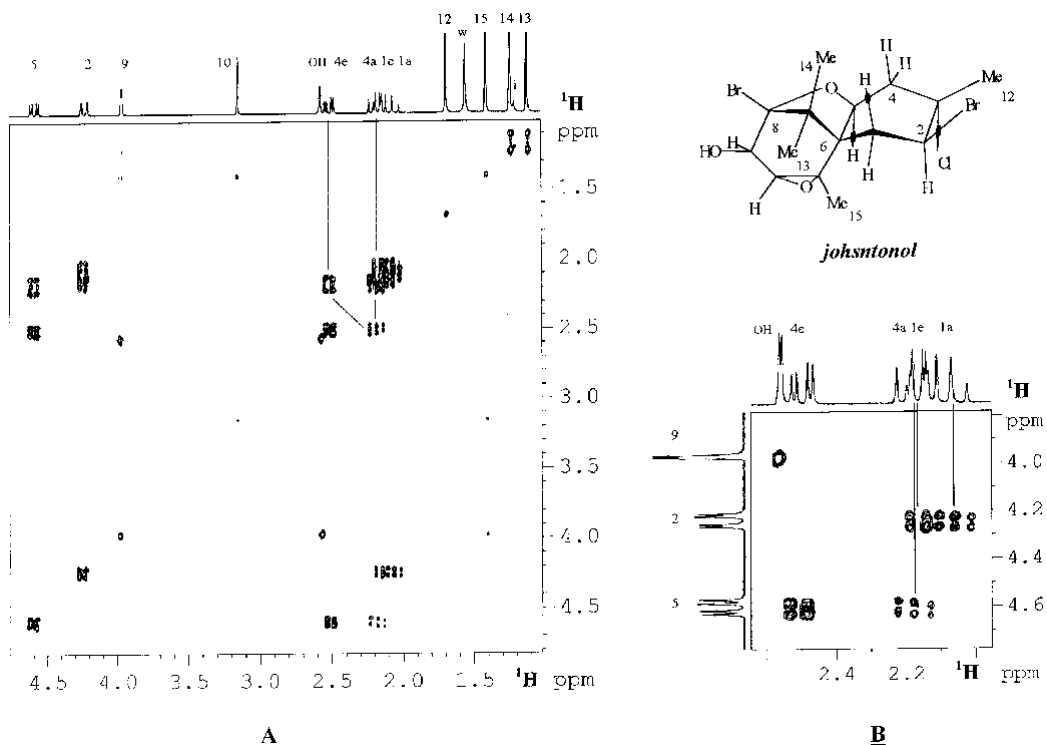 5 2 9 10 OH 4e 4a 1e 1a 12 w 15 14 13
i
¹H
ppm
1.5
2.0
2.5
3.0
3.5
4.0
4.5
4.5 4.0 3.5 3.0 2.5 2.0 1.5 ¹H ppm
A
H
H
Me
14
O
H
4
Me
12
Br
Br
8
6
2
HO
H
Me
13
H
H
Cl
H
O
H
Me
15
johsntonol
OH 4e 4a 1e 1a
¹H
ppm
9
4.0
2
4.2
4.4
5
4.6
2.4 2.2 ¹H ppm
B